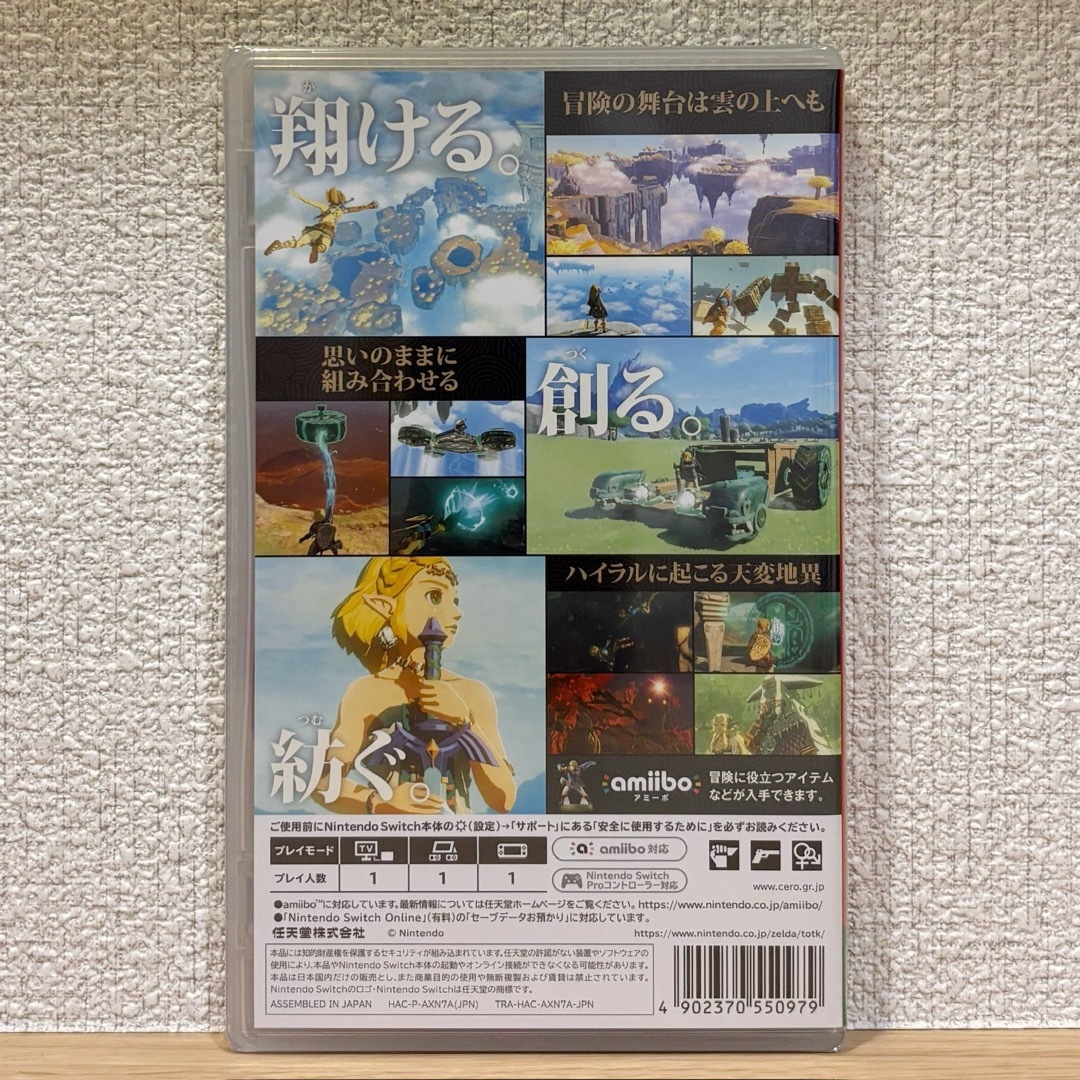 か
翔ける。
冒険の舞台は雲の上へも
思いのままに
組み合わせる
つく
創る。
ハイラルに起こる天変地異
つむ
紡ぐ。
amiibo
アミーボ
冒険に役立つアイテム
などが入手できます。
ご使用前にNintendo Switch本体の(設定)→「サポート」にある「安全に使用するために」を必ずお読みください。
プレイモード TV
プレイ人数 1 1 1
amiibo 対応
Nintendo Switch
Proコントローラー対応
www.cero.gr.jp
●amiibo™に対応しています。最新情報については任天堂ホームページをご覧ください。https://www.nintendo.co.jp/amiibo/
●「Nintendo Switch Online」(有料)の「セーブデータお預かり」に対応しています。
任天堂株式会社 © Nintendo https://www.nintendo.co.jp/zelda/totk/
本品には知的財産権を保護するセキュリティが組み込まれています。任天堂の許諾がない装置やソフトウェアの
使用により、本品やNintendo Switch本体の起動やオンライン接続ができなくなる可能性があります。
本品は日本国内だけの販売とし、また商業目的の使用や無断複製および賃貸は禁止されています。
Nintendo Switchのロゴ・Nintendo Switchは任天堂の商標です。
ASSEMBLED IN JAPAN HAC-P-AXN7A(JPN) TRA-HAC-AXN7A-JPN
4 902370 550979